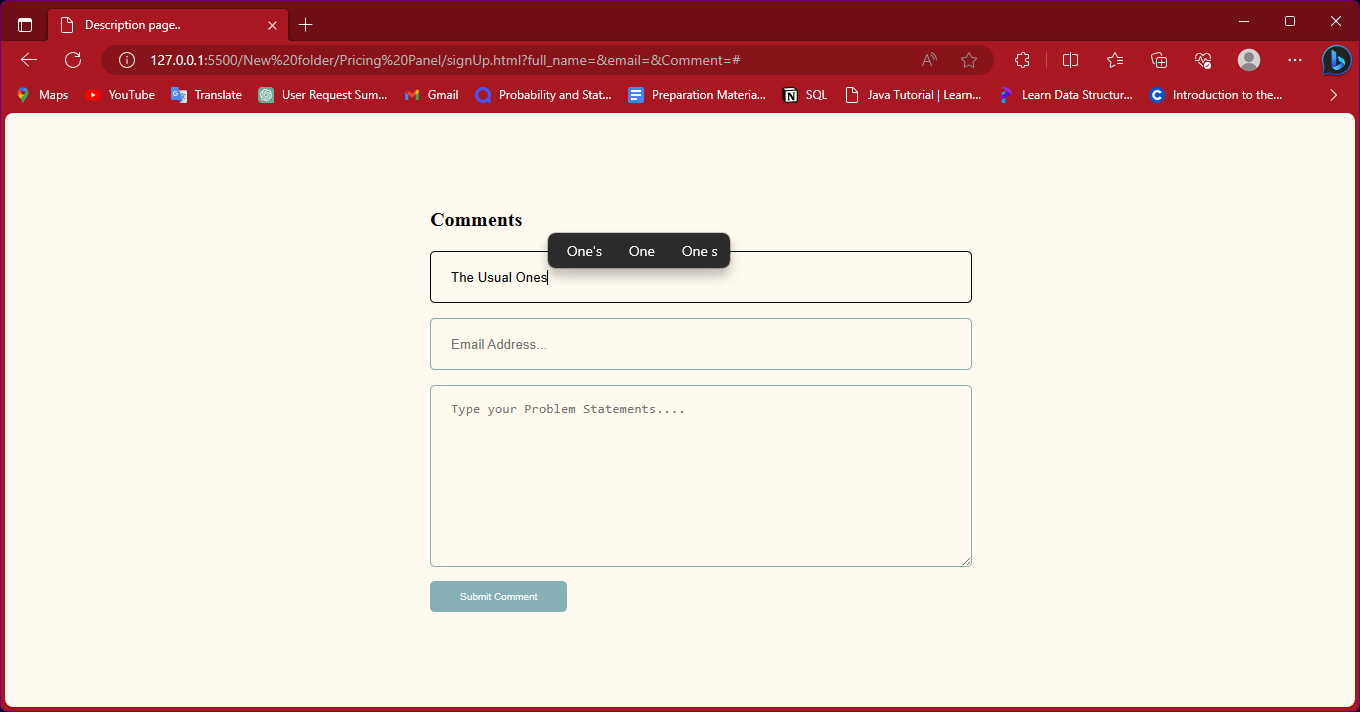 Description page..
127.0.0.1:5500/New%20folder/Pricing%20Panel/signUp.html?full_name=&email=&Comment=#
Maps YouTube Translate User Request Sum... Gmail Probability and Stat... Preparation Materia... SQL Java Tutorial | Learn... Learn Data Structur... Introduction to the...
Comments
One's One One s
The Usual Ones
Email Address...
Type your Problem Statements....
Submit Comment